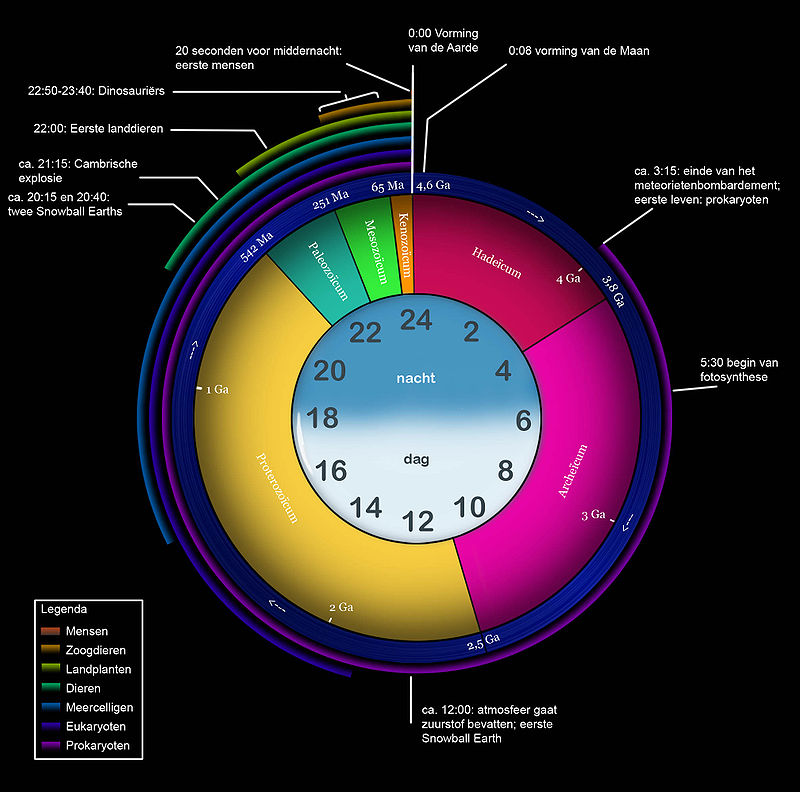 0:00 Vorming
van de Aarde
20 seconden voor middernacht:
eerste mensen
0:08 vorming van de Maan
22:50-23:40: Dinosauriërs
22:00: Eerste landdieren
ca. 21:15: Cambrische
explosie
ca. 20:15 en 20:40:
twee Snowball Earths
ca. 3:15: einde van het
meteorietenbombardement;
eerste leven: prokaryoten
5:30 begin van
fotosynthese
ca. 12:00: atmosfeer gaat
zuurstof bevatten; eerste
Snowball Earth
4,6 Ga
--->
3,8 Ga
--->
2,5 Ga
--->
--->
542 Ma
251 Ma
65 Ma
Hadeïcum
4 Ga
Archeïcum
3 Ga
2 Ga
Proterozoïcum
1 Ga
Paleozoïcum
Mesozoïcum
Kenozoïcum
24
2
4
6
8
10
12
14
16
18
20
22
nacht
dag
Legenda
Mensen
Zoogdieren
Landplanten
Dieren
Meercelligen
Eukaryoten
Prokaryoten